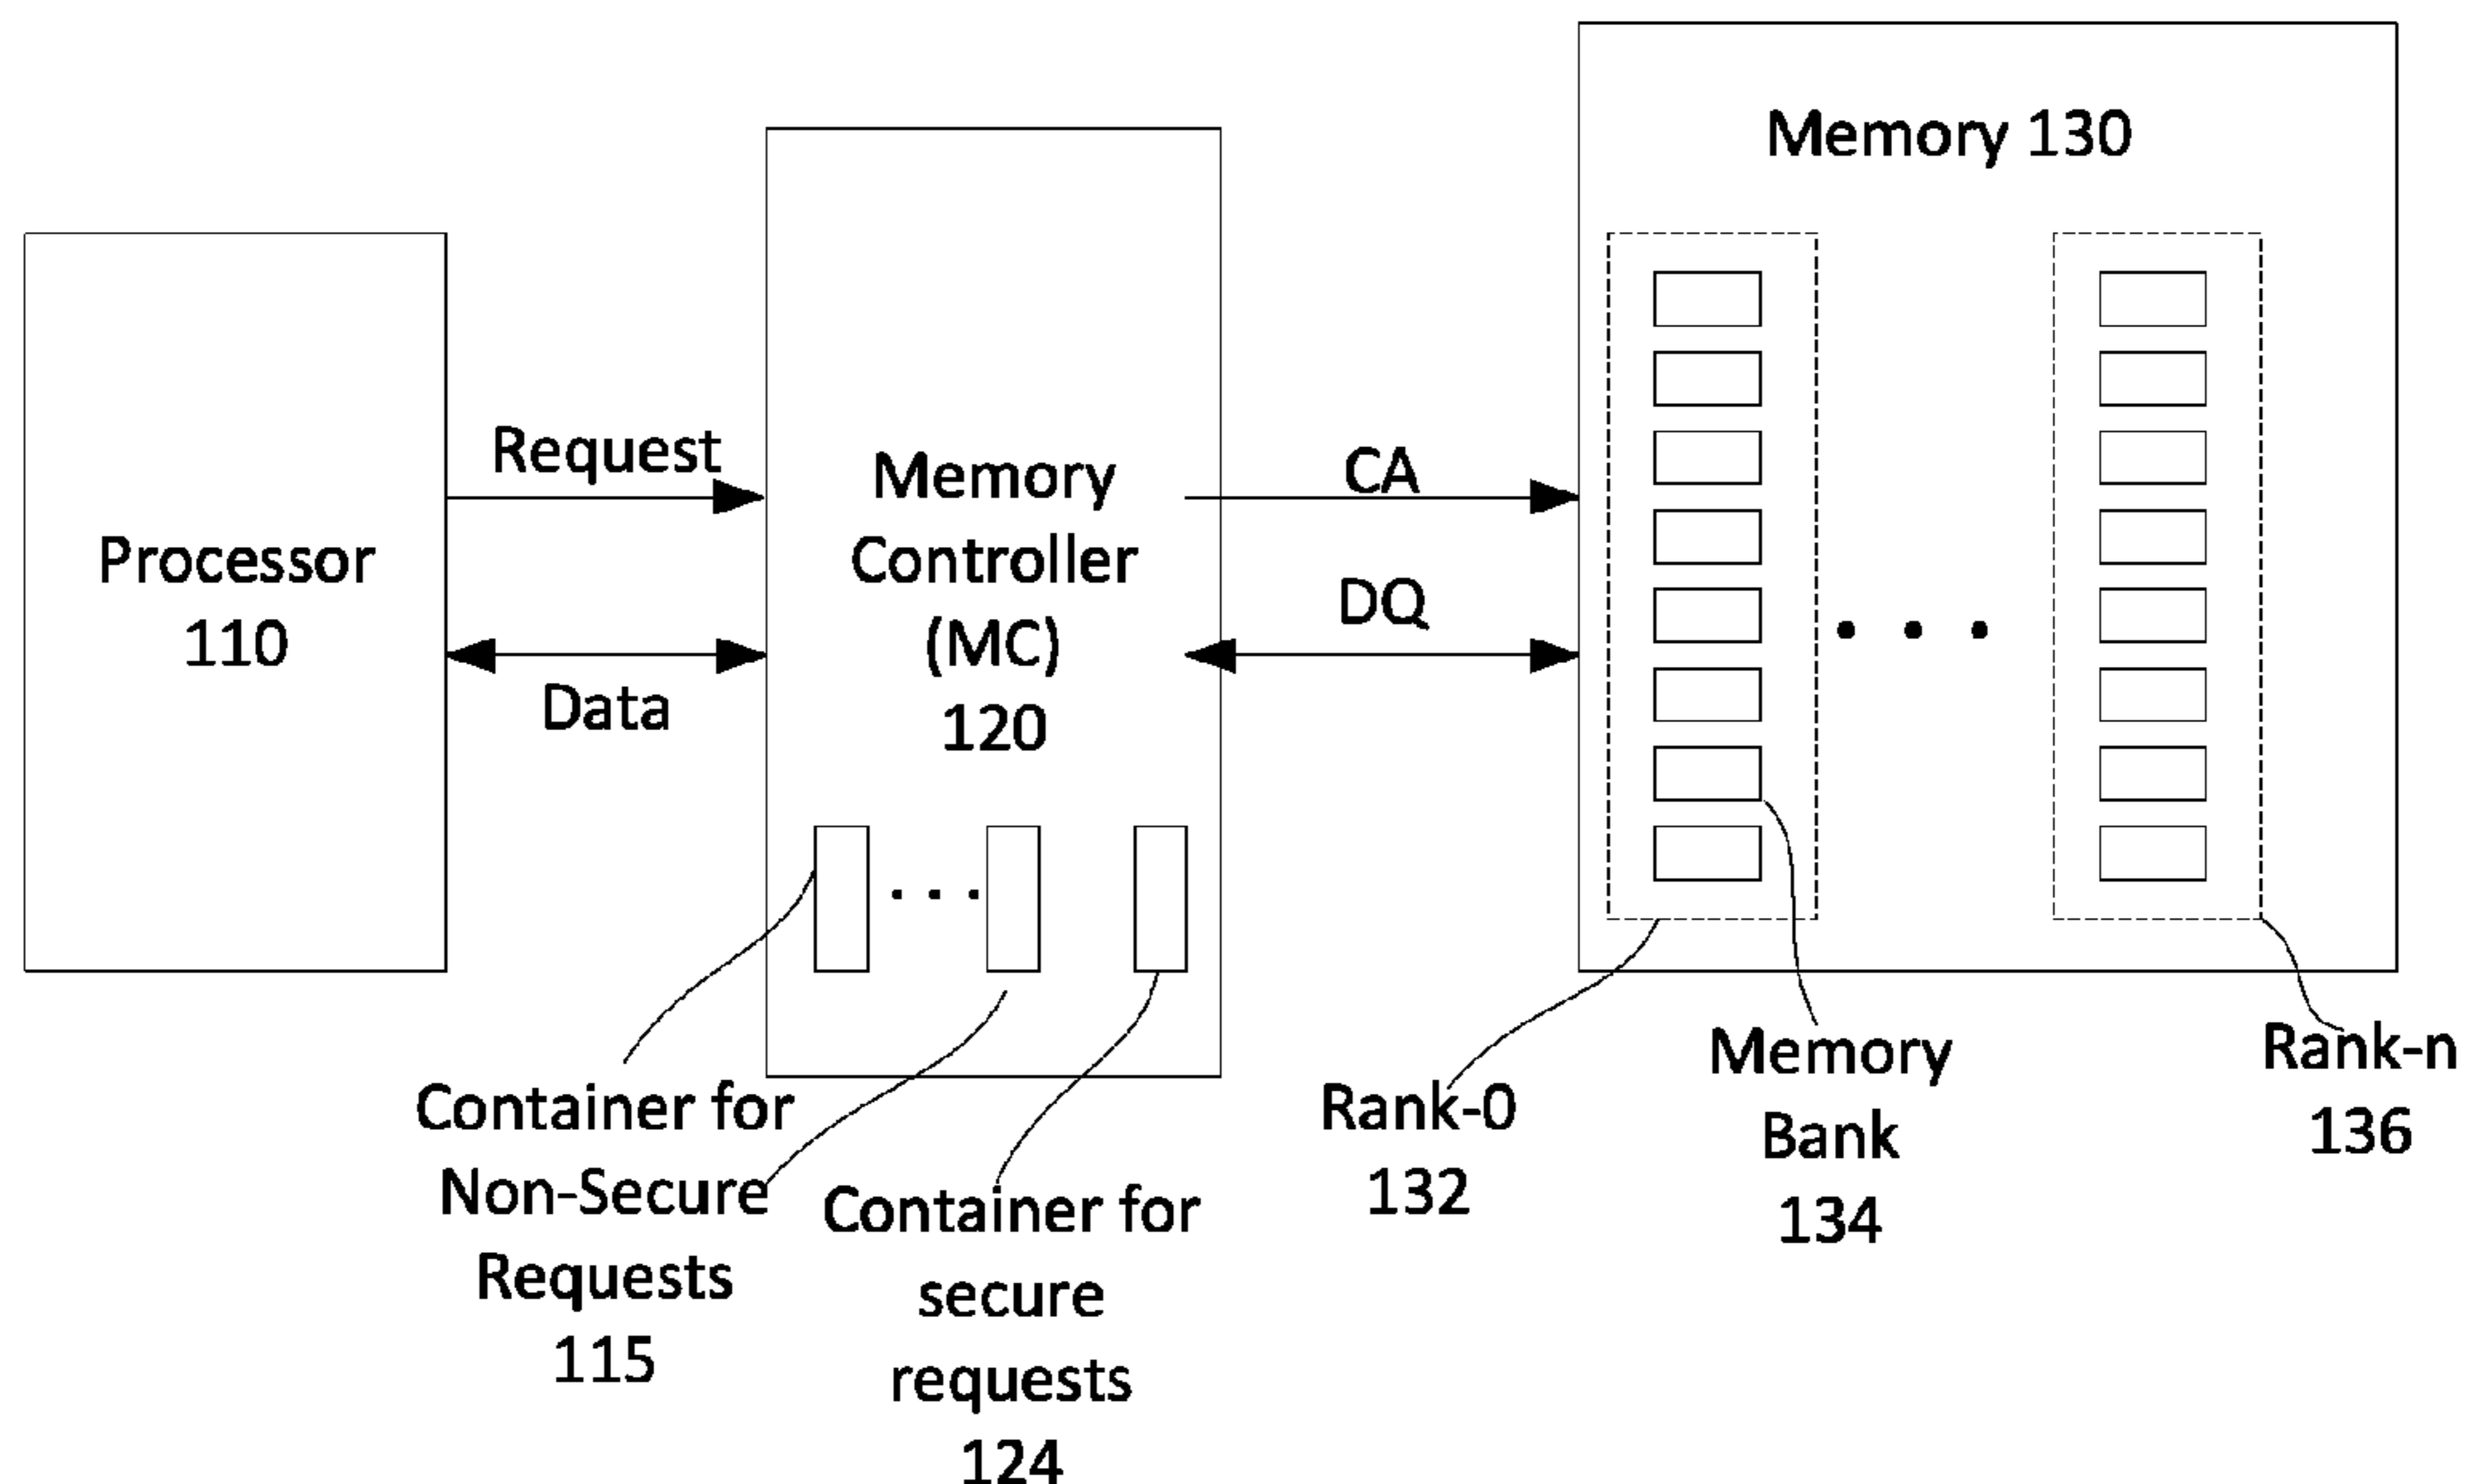 Memory 130
Request
Processor
110
Data
Memory
Controller
(MC)
120
CA
DQ
Container for
Non-Secure
Requests
115
Container for
secure
requests
124
Rank-0
132
Memory
Bank
134
Rank-n
136